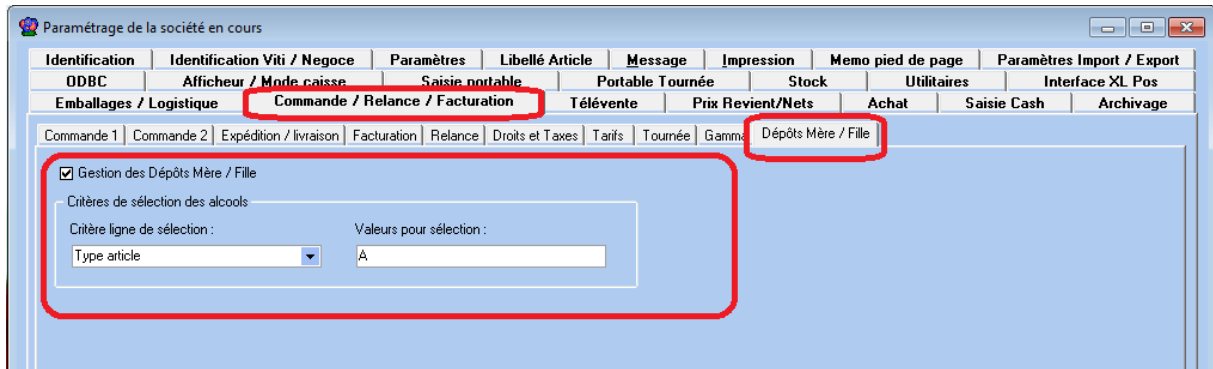 Paramétrage de la société en cours
Identification Identification Viti / Negoce Paramètres Libellé Article Message Impression Memo pied de page Paramètres Import / Export
ODBC Afficheur / Mode caisse Saisie portable Portable Tournée Stock Utilitaires Interface XL Pos
Emballages / Logistique Commande / Relance / Facturation Télévente Prix Revient/Nets Achat Saisie Cash Archivage
Commande 1 Commande 2 Expédition / livraison Facturation Relance Droits et Taxes Tarifs Tournée Gamma Dépôts Mère / Fille
Gestion des Dépôts Mère / Fille
Critères de sélection des alcools
Critère ligne de sélection : Valeurs pour sélection :
Type article A